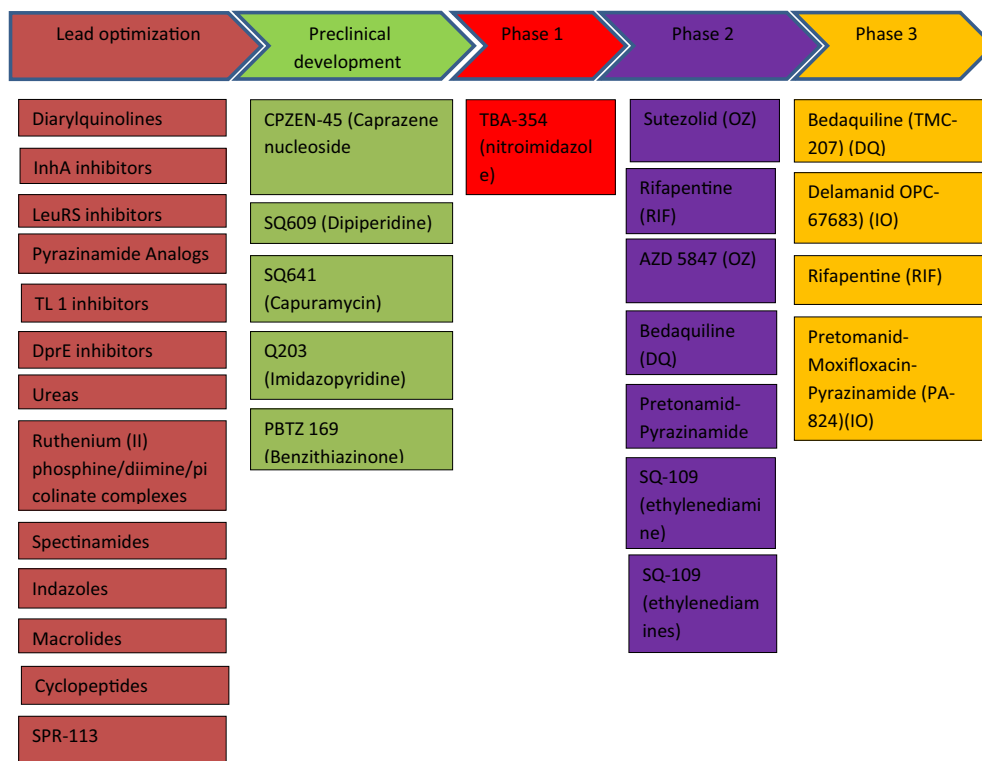 Lead optimization
Preclinical
development
Phase 1
Phase 2
Phase 3
Diarylquinolines
InhA inhibitors
LeuRS inhibitors
Pyrazinamide Analogs
TL 1 inhibitors
DprE inhibitors
Ureas
Ruthenium (II)
phosphine/diimine/pi
colinate complexes
Spectinamides
Indazoles
Macrolides
Cyclopeptides
SPR-113
CPZEN-45 (Caprazene
nucleoside
SQ609 (Dipiperidine)
SQ641
(Capuramycin)
Q203
(Imidazopyridine)
PBTZ 169
(Benzithiazinone)
TBA-354
(nitroimidazol
e)
Sutezolid (OZ)
Rifapentine
(RIF)
AZD 5847 (OZ)
Bedaquiline
(DQ)
Pretonamid-
Pyrazinamide
SQ-109
(ethylenediami
ne)
SQ-109
(ethylenediam
ines)
Bedaquiline (TMC-
207) (DQ)
Delamanid OPC-
67683) (IO)
Rifapentine (RIF)
Pretomanid-
Moxifloxacin-
Pyrazinamide (PA-
824)(IO)